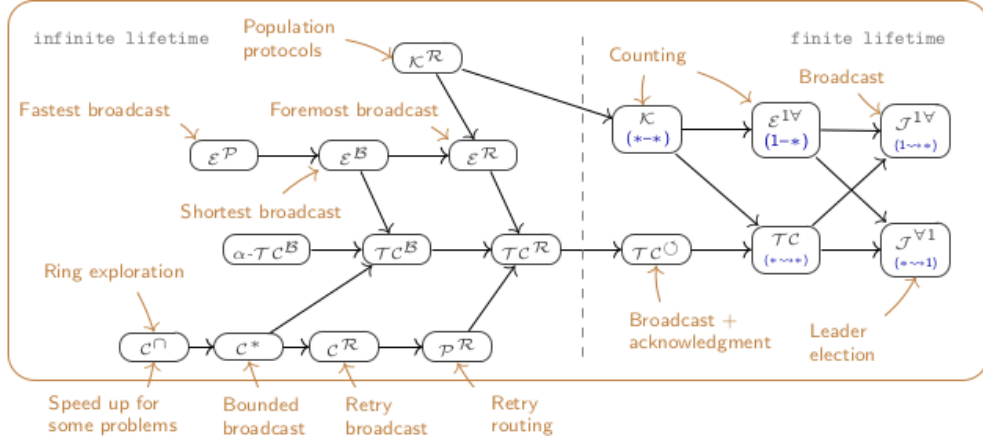 infinite lifetime
Population
protocols
finite lifetime
𝒦^ℛ
Counting
Broadcast
Fastest broadcast
Foremost broadcast
𝒦
(*–*)
ℰ^{1∀}
(1–*)
𝒥^{1∀}
(1⇝*)
ℰ^𝒫
ℰ^ℬ
ℰ^ℛ
Shortest broadcast
α-𝒯𝒞^ℬ
𝒯𝒞^ℬ
𝒯𝒞^ℛ
𝒯𝒞^↺
𝒯𝒞
(*⇝*)
𝒥^{∀1}
(*⇝1)
Ring exploration
Broadcast +
acknowledgment
Leader
election
𝒞^∩
𝒞^*
𝒞^ℛ
𝒫^ℛ
Speed up for
some problems
Bounded
broadcast
Retry
broadcast
Retry
routing